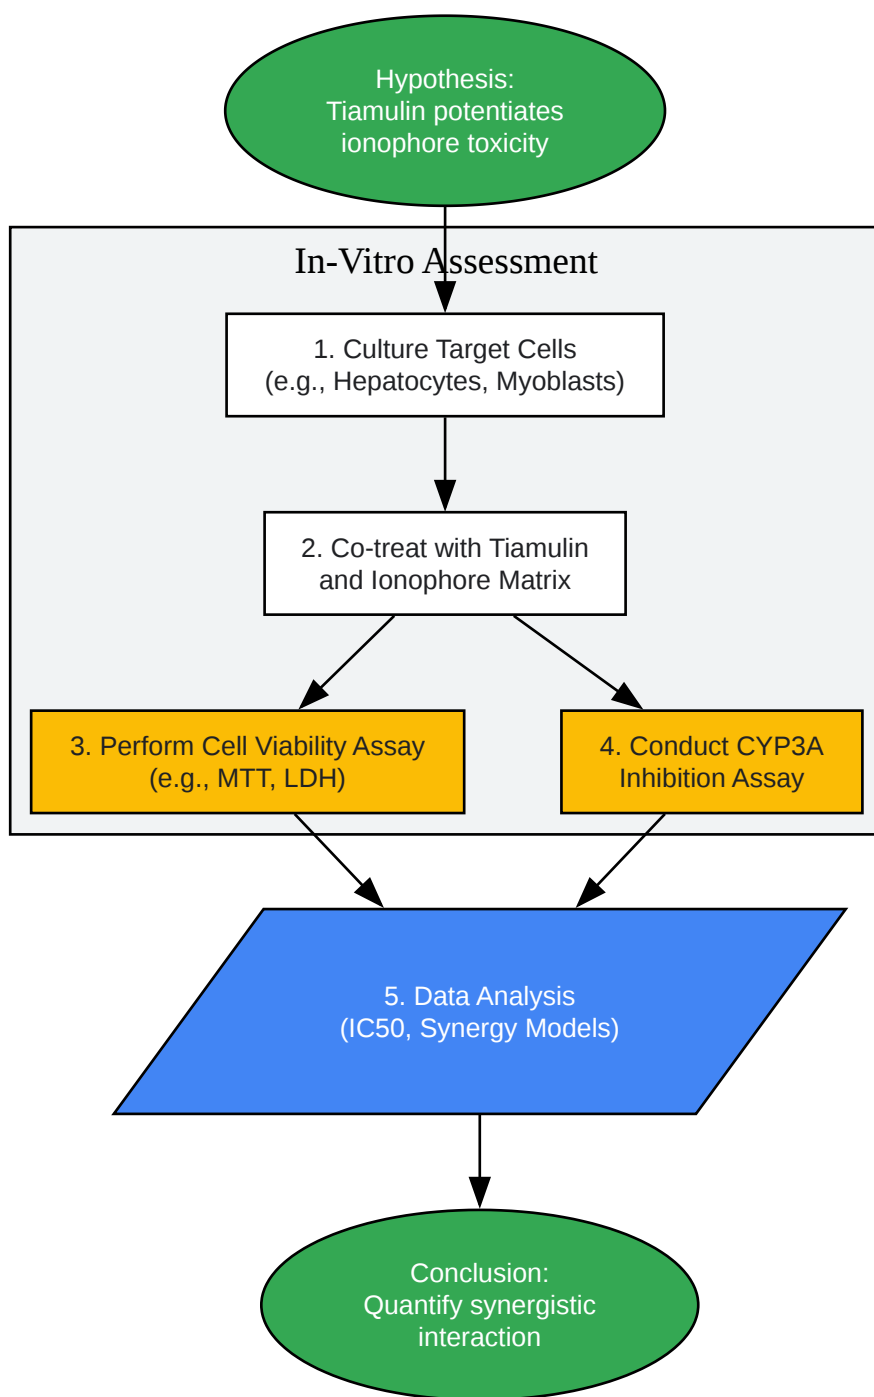 Hypothesis:
Tiamulin potentiates
ionophore toxicity
In-Vitro Assessment
1. Culture Target Cells
(e.g., Hepatocytes, Myoblasts)
2. Co-treat with Tiamulin
and Ionophore Matrix
3. Perform Cell Viability Assay
(e.g., MTT, LDH)
4. Conduct CYP3A
Inhibition Assay
5. Data Analysis
(IC50, Synergy Models)
Conclusion:
Quantify synergistic
interaction